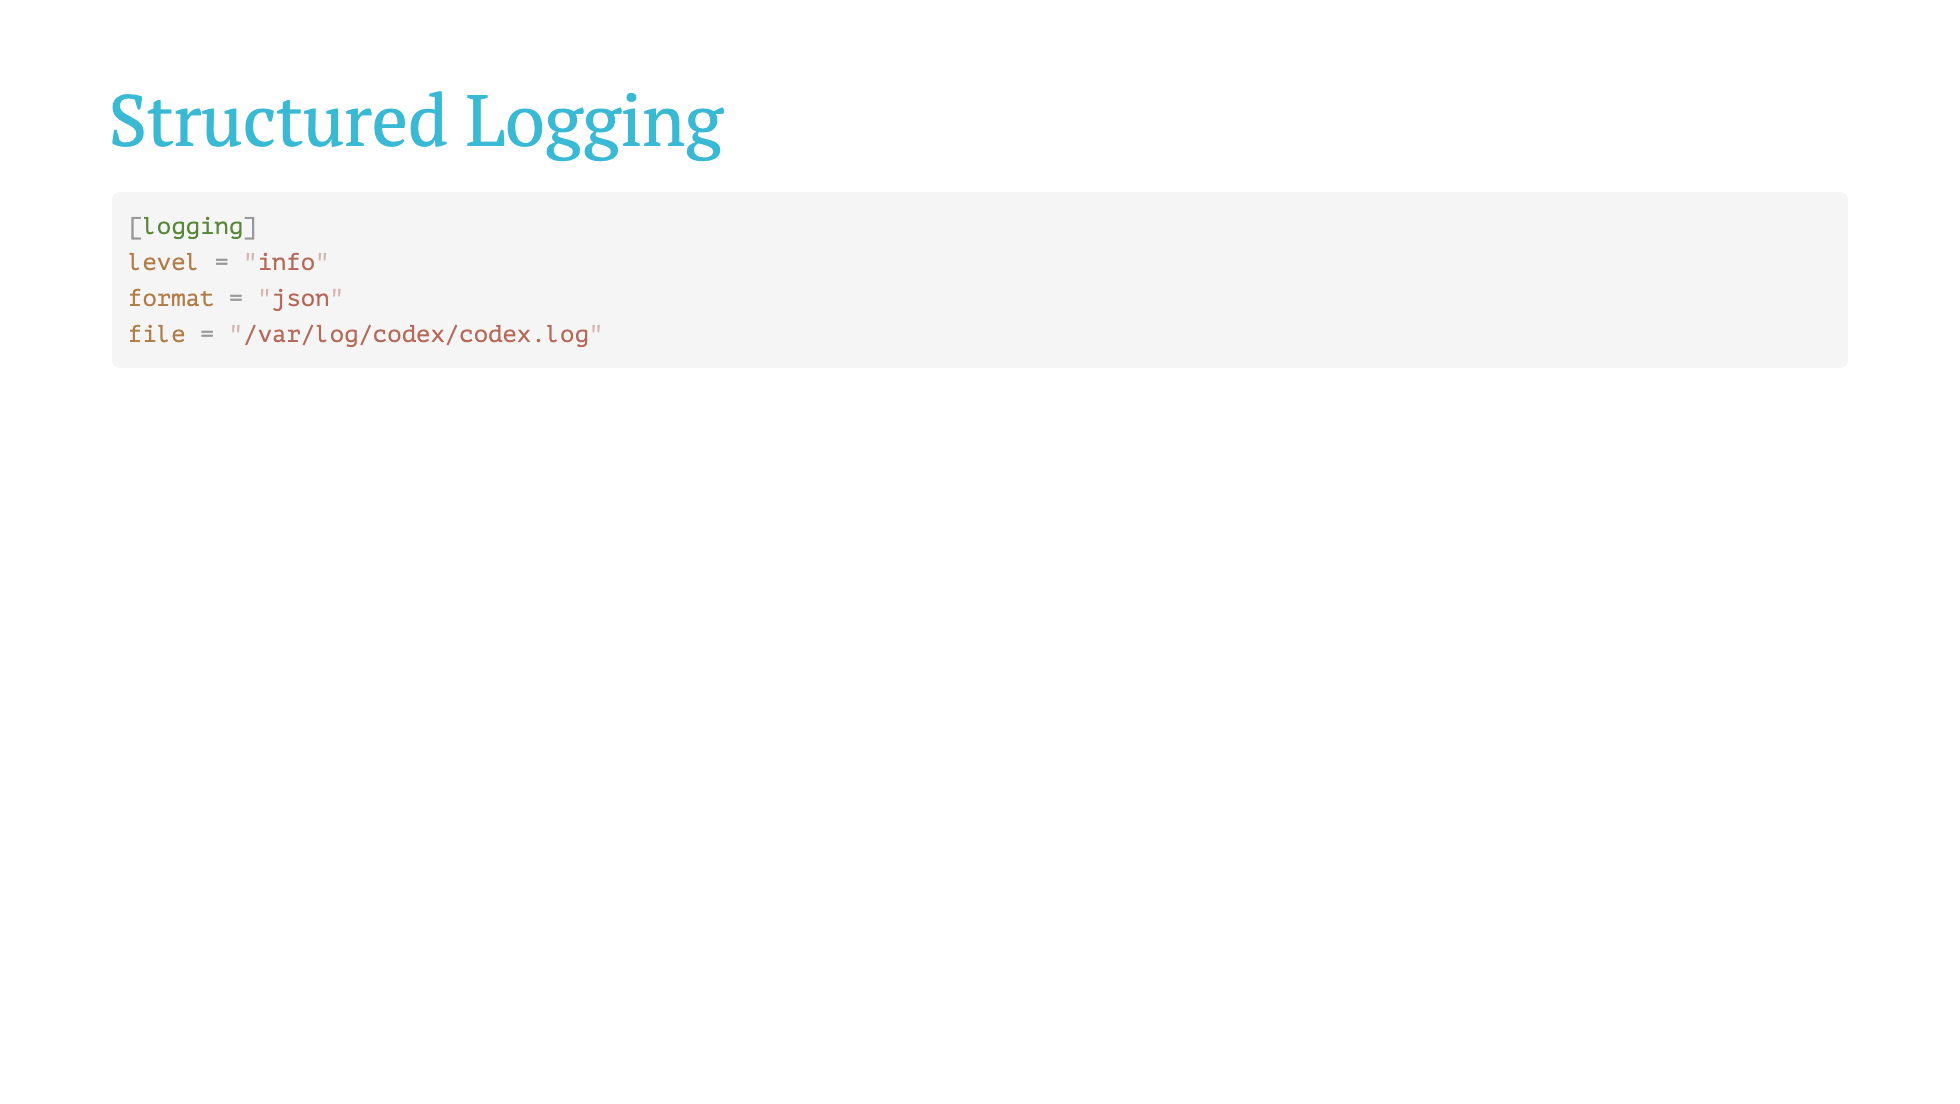 Structured Logging
[logging]
level = "info"
format = "json"
file = "/var/log/codex/codex.log"